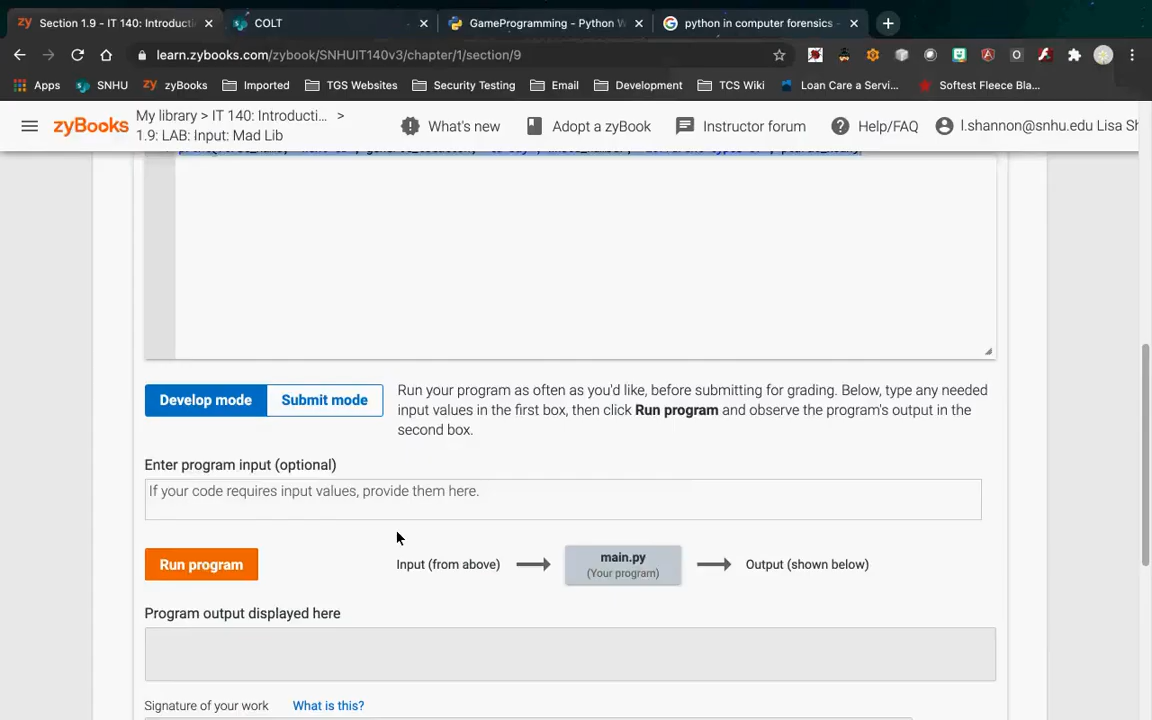 Section 1.9 - IT 140: Introducti
COLT
GameProgramming - Python W
python in computer forensics
learn.zybooks.com/zybook/SNHUIT140v3/chapter/1/section/9
Apps
SNHU
zyBooks
Imported
TGS Websites
Security Testing
Email
Development
TCS Wiki
Loan Care a Servi...
Softest Fleece Bla...
zyBooks
My library > IT 140: Introducti... >
1.9: LAB: Input: Mad Lib
What's new
Adopt a zyBook
Instructor forum
Help/FAQ
l.shannon@snhu.edu Lisa Sh
Develop mode
Submit mode
Run your program as often as you'd like, before submitting for grading. Below, type any needed
input values in the first box, then click Run program and observe the program's output in the
second box.
Enter program input (optional)
If your code requires input values, provide them here.
Run program
Input (from above)
main.py
(Your program)
Output (shown below)
Program output displayed here
Signature of your work
What is this?